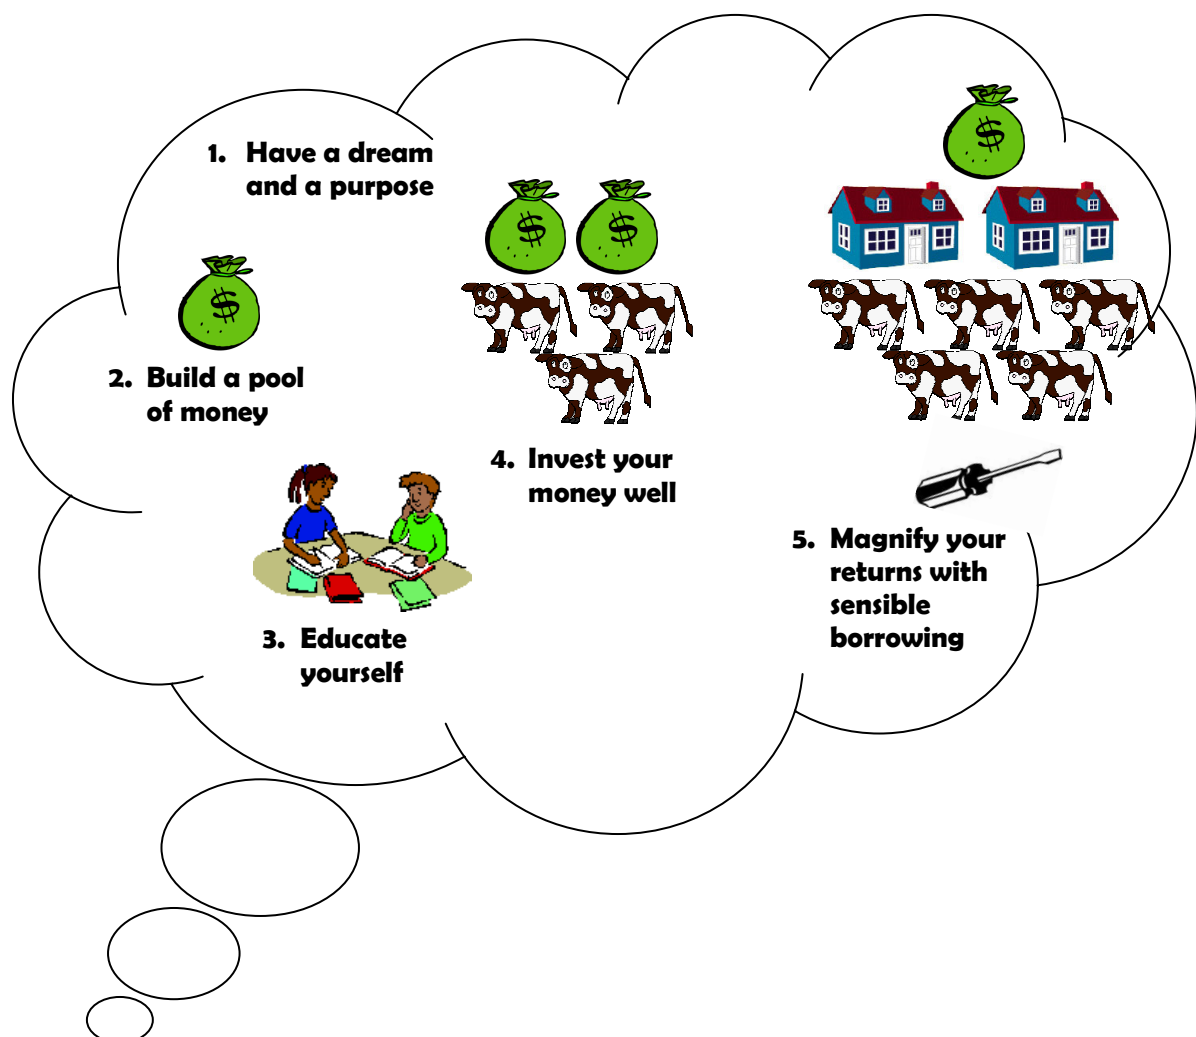 1. Have a dream
and a purpose
2. Build a pool
of money
3. Educate
yourself
4. Invest your
money well
5. Magnify your
returns with
sensible
borrowing
$
$
$
$